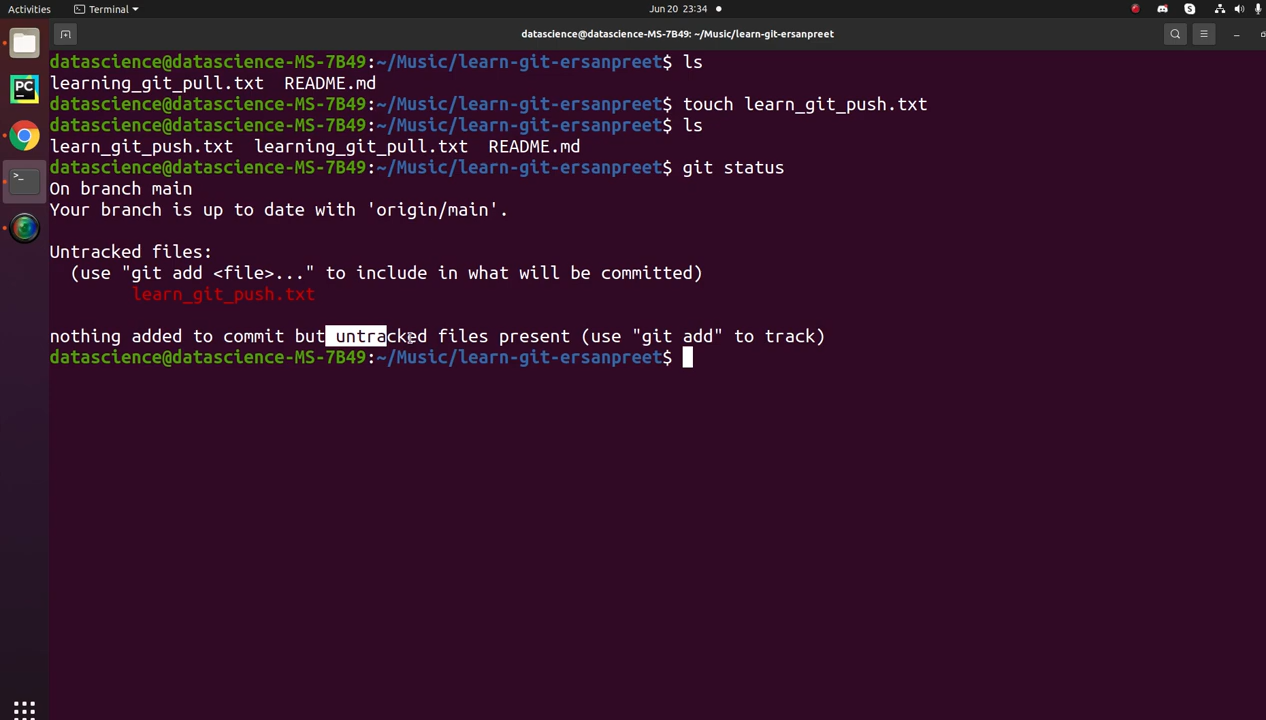 Activities Terminal Jun 20 23:34
datascience@datascience-MS-7B49: ~/Music/learn-git-ersanpreet
datascience@datascience-MS-7B49:~/Music/learn-git-ersanpreet$ ls
learning_git_pull.txt  README.md
datascience@datascience-MS-7B49:~/Music/learn-git-ersanpreet$ touch learn_git_push.txt
datascience@datascience-MS-7B49:~/Music/learn-git-ersanpreet$ ls
learn_git_push.txt  learning_git_pull.txt  README.md
datascience@datascience-MS-7B49:~/Music/learn-git-ersanpreet$ git status
On branch main
Your branch is up to date with 'origin/main'.
Untracked files:
  (use "git add <file>..." to include in what will be committed)
        learn_git_push.txt
nothing added to commit but untracked files present (use "git add" to track)
datascience@datascience-MS-7B49:~/Music/learn-git-ersanpreet$
PC